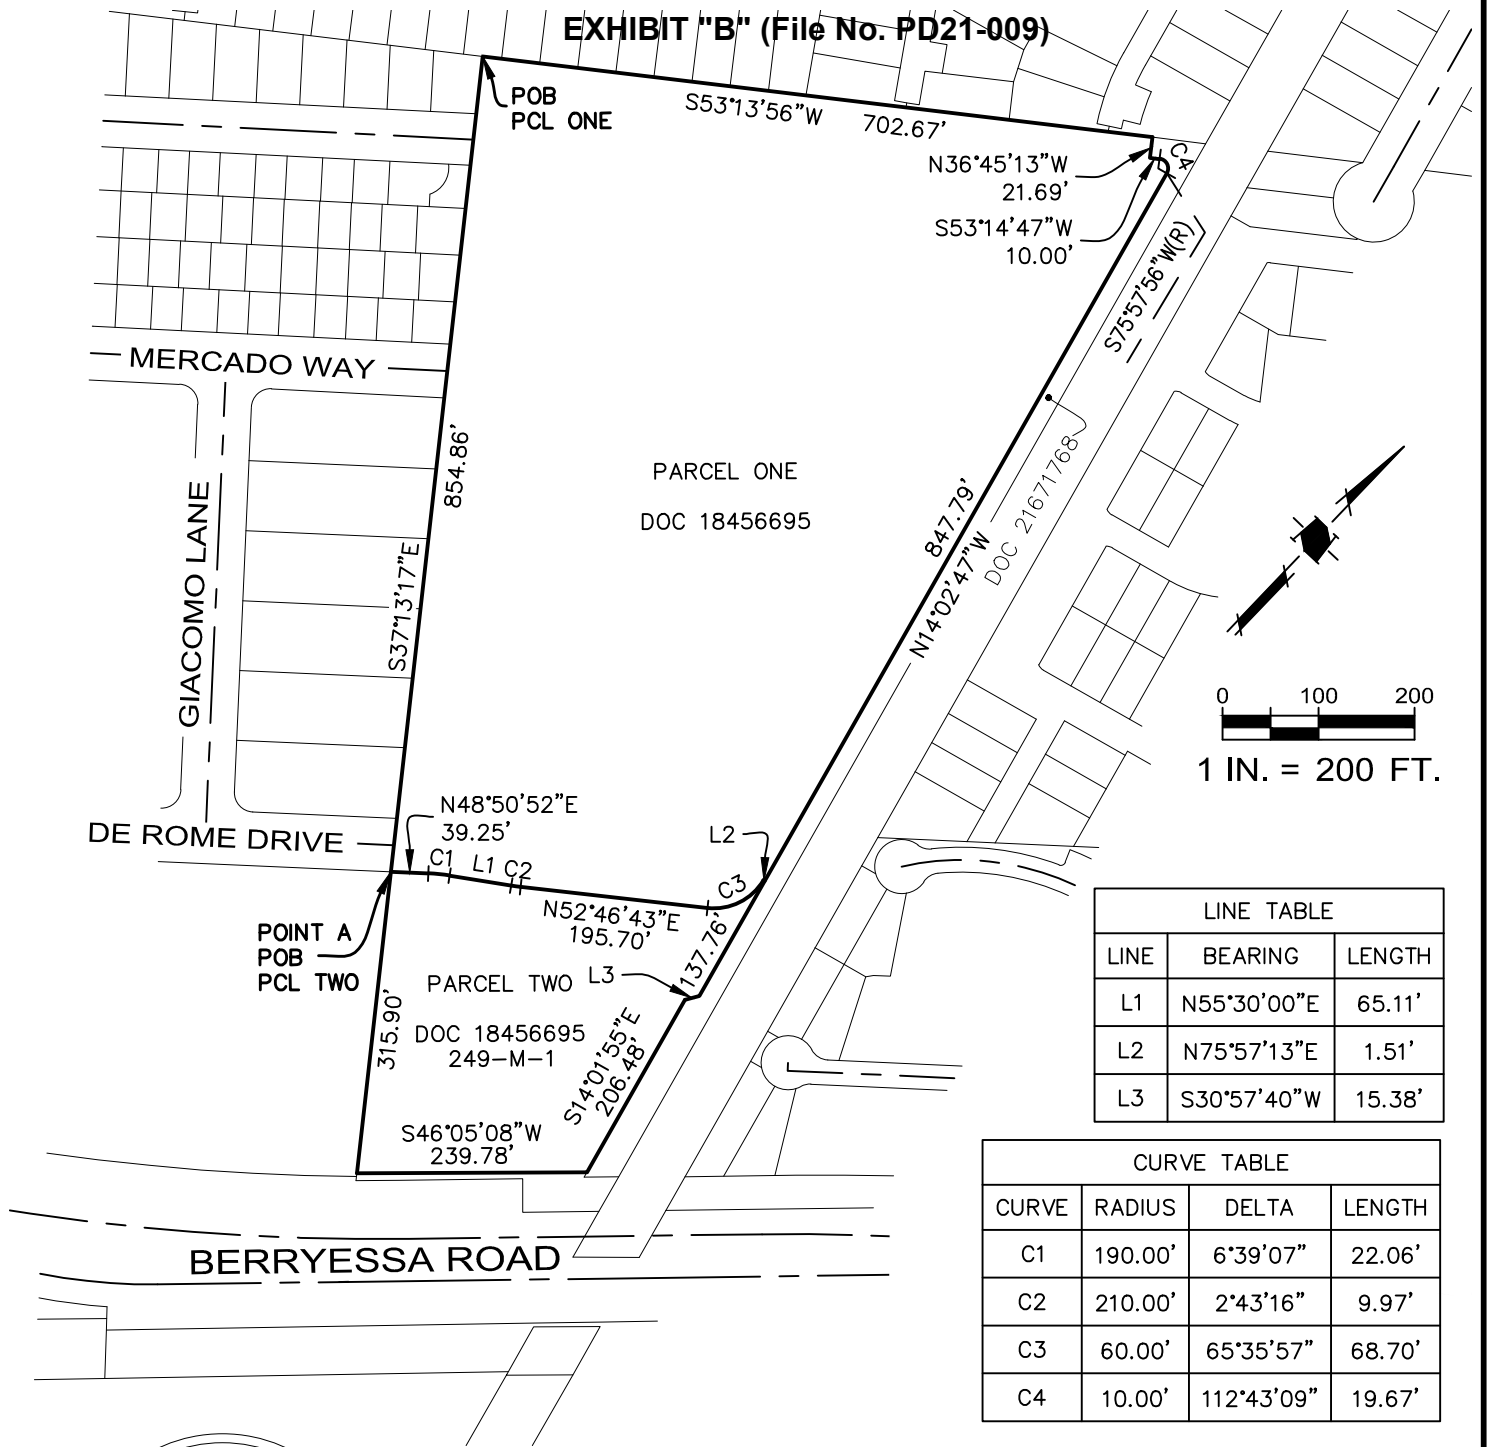 EXHIBIT "B" (File No. PD21-009)
POB
PCL ONE
S53°13'56"W 702.67'
N36°45'13"W
21.69'
C4
S53°14'47"W
10.00'
S75°57'56"W(R)
MERCADO WAY
854.86'
S37°13'17"E
GIACOMO LANE
PARCEL ONE
DOC 18456695
847.79'
N14°02'47"W
DOC 21671768
0 100 200
1 IN. = 200 FT.
DE ROME DRIVE
N48°50'52"E
39.25'
C1
L1
C2
L2
C3
N52°46'43"E
195.70'
137.76'
POINT A
POB
PCL TWO
L3
PARCEL TWO
DOC 18456695
249-M-1
315.90'
S14°01'55"E
206.48'
S46°05'08"W
239.78'
BERRYESSA ROAD
LINE TABLE
LINE BEARING LENGTH
L1 N55°30'00"E 65.11'
L2 N75°57'13"E 1.51'
L3 S30°57'40"W 15.38'
CURVE TABLE
CURVE RADIUS DELTA LENGTH
C1 190.00' 6°39'07" 22.06'
C2 210.00' 2°43'16" 9.97'
C3 60.00' 65°35'57" 68.70'
C4 10.00' 112°43'09" 19.67'